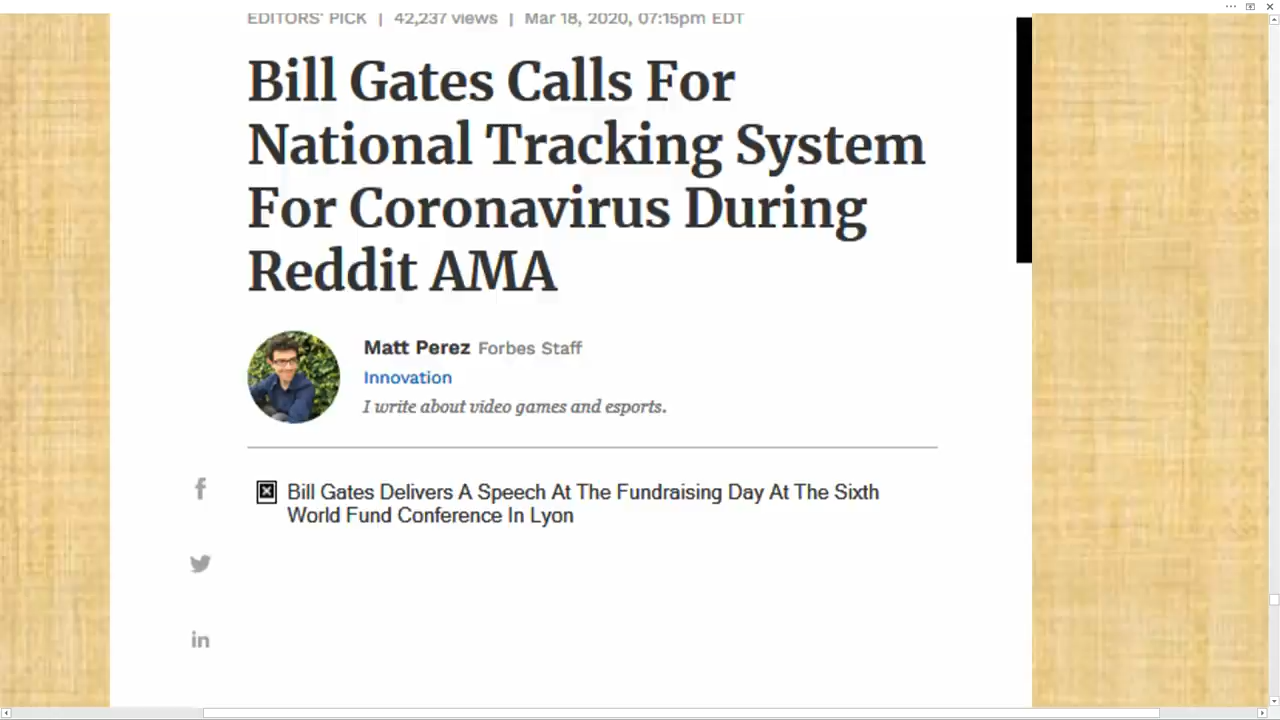 EDITORS' PICK | 42,237 views | Mar 18, 2020, 07:15pm EDT
Bill Gates Calls For
National Tracking System
For Coronavirus During
Reddit AMA
Matt Perez Forbes Staff
Innovation
I write about video games and esports.
Bill Gates Delivers A Speech At The Fundraising Day At The Sixth
World Fund Conference In Lyon